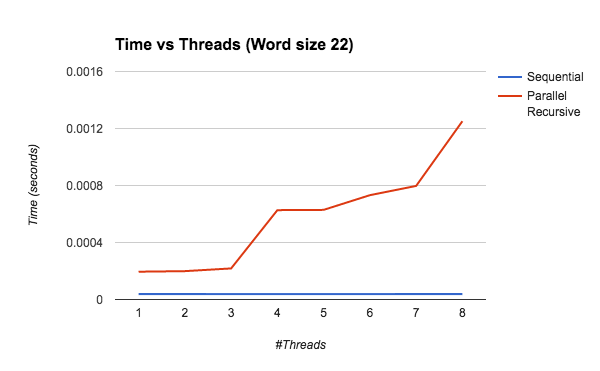 Time vs Threads (Word size 22)
Sequential
Parallel
Recursive
Time (seconds)
0.0016
0.0012
0.0008
0.0004
0
1 2 3 4 5 6 7 8
#Threads